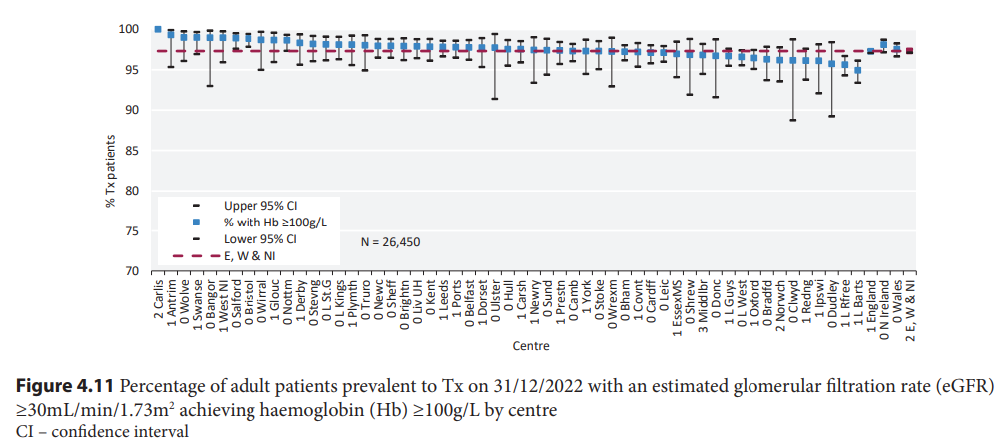 100
95
90
85
80
75
70
% Tx patients
Upper 95% CI
% with Hb ≥100g/L
Lower 95% CI
E, W & NI
N = 26,450
2 Carlis
1 Antrim
0 Wolve
1 Swanse
0 Bangor
1 West NI
0 Salford
0 Bristol
0 Wirral
1 Glouc
0 Nottm
1 Derby
0 Stevng
0 L St.G
0 L Kings
1 Plymth
0 Truro
0 Newc
0 Sheff
0 Brightn
0 Liv UH
0 Kent
1 Leeds
1 Ports
0 Belfast
1 Dorset
0 Ulster
0 Hull
1 Carsh
1 Newry
0 Sund
1 Prestn
0 Camb
1 York
0 Stoke
0 Wrexm
0 Bham
1 Covnt
0 Cardff
0 Leic
1 EssexMS
0 Shrew
3 Middlbr
0 Donc
1 L Guys
0 L West
1 Oxford
0 Bradfd
2 Norwch
0 Clwyd
1 Redng
1 Ipswi
0 Dudley
1 L Rfree
1 L Barts
1 England
0 N Ireland
0 Wales
2 E, W & NI
Centre
Figure 4.11 Percentage of adult patients prevalent to Tx on 31/12/2022 with an estimated glomerular filtration rate (eGFR)
≥30mL/min/1.73m² achieving haemoglobin (Hb) ≥100g/L by centre
CI – confidence interval